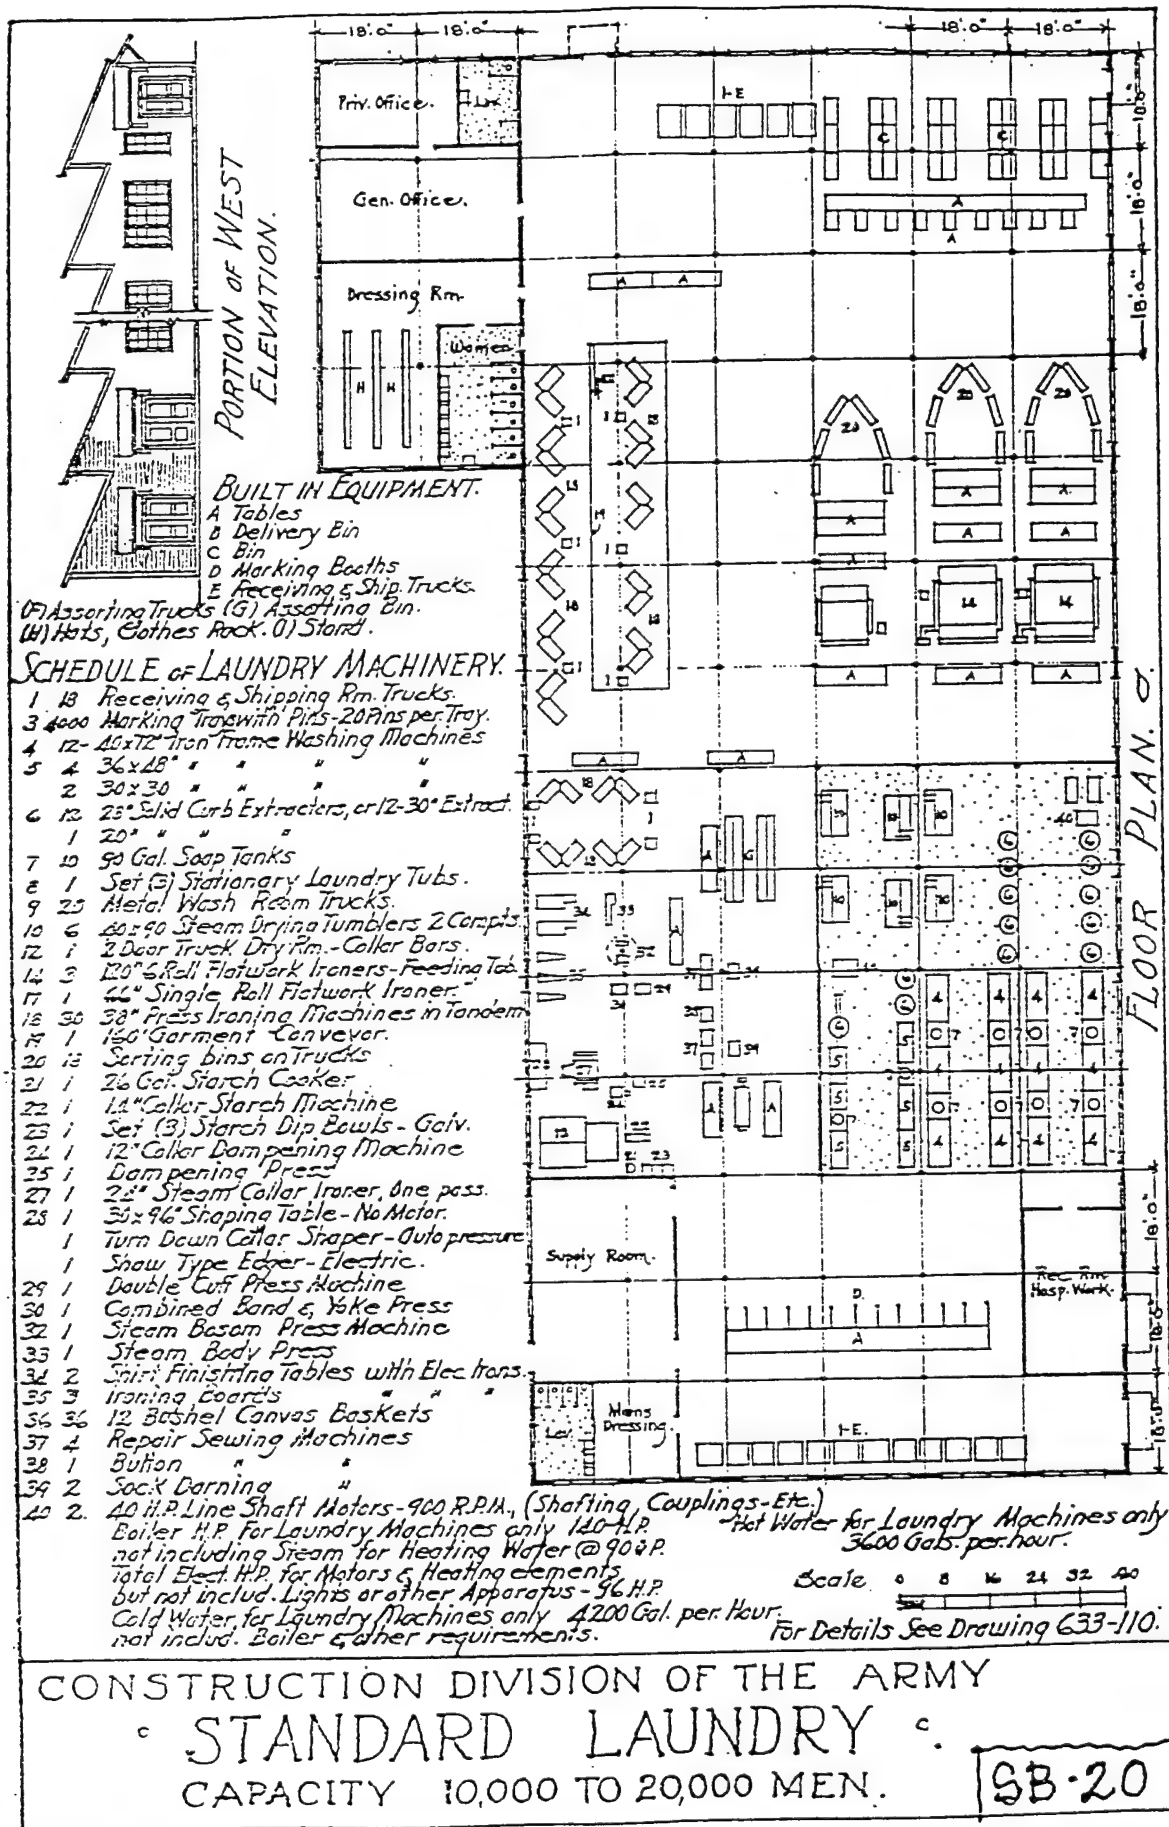 18'.0" 18'.0" 18'.0" 18'.0"
Priv. Office.
Lav.
Gen. Office.
Dressing Rm.
Women
PORTION OF WEST
ELEVATION.
BUILT IN EQUIPMENT.
A Tables
B Delivery Bin
C Bin
D Marking Booths
E Receiving & Ship. Trucks.
(F) Assorting Trucks (G) Assorting Bin.
(H) Hats, Clothes Rack. (I) Stand.
SCHEDULE OF LAUNDRY MACHINERY.
1 18 Receiving & Shipping Rm. Trucks.
3 4000 Marking Trays with Pins-20 Pins per Tray.
4 12- 40x72" Iron Frame Washing Machines
5 4 36x48" " " " "
2 30x30 " " " "
6 12 28" Solid Curb Extractors, or 12-30" Extract.
1 20" " " "
7 10 90 Gal. Soap Tanks
8 1 Set (3) Stationary Laundry Tubs.
9 25 Metal Wash Room Trucks.
10 6 40x90 Steam Drying Tumblers 2 Compts.
12 1 2 Door Truck Dry Rm.-Collar Bars.
14 3 120" 6 Roll Flatwork Ironers-Feeding Tab.
17 1 66" Single Roll Flatwork Ironer.
18 30 38" Press Ironing Machines in Tandem
19 1 160' Garment Conveyor.
20 18 Sorting bins on Trucks
21 1 26 Gal. Starch Cooker
22 1 14" Collar Starch Machine
23 1 Set (3) Starch Dip Bowls - Galv.
24 1 12" Collar Dampening Machine
25 1 Dampening Press
27 1 24" Steam Collar Ironer, One pass.
28 1 30x96" Shaping Table-No Motor.
1 Turn Down Collar Shaper-Auto pressure
1 Shaw Type Edger-Electric.
29 1 Double Cuff Press Machine
30 1 Combined Band & Yoke Press
32 1 Steam Bosom Press Machine
33 1 Steam Body Press
34 2 Shirt Finishing Tables with Elec Irons.
35 3 Ironing Boards " " "
36 36 12 Bushel Canvas Baskets
37 4 Repair Sewing Machines
38 1 Button " "
39 2 Sock Darning "
40 2. 40 H.P. Line Shaft Motors-900 R.P.M., (Shafting, Couplings-Etc.)
Boiler H.P. For Laundry Machines only 140-H.P.
not including Steam for Heating Water @ 90# P.
Total Elect. H.P. for Motors & Heating elements
but not includ. Lights or other Apparatus - 96 H.P.
Cold Water, for Laundry Machines only 4200 Gal. per Hour.
not includ. Boiler & other requirements.
Hot Water for Laundry Machines only
3600 Gals. per hour.
Scale 0 8 16 24 32 40
For Details See Drawing 633-110.
Supply Room.
Rec. Rm
Hosp. Work.
Lav.
Mens
Dressing.
1-E.
FLOOR PLAN.
CONSTRUCTION DIVISION OF THE ARMY
STANDARD LAUNDRY
CAPACITY 10,000 TO 20,000 MEN.
SB-20